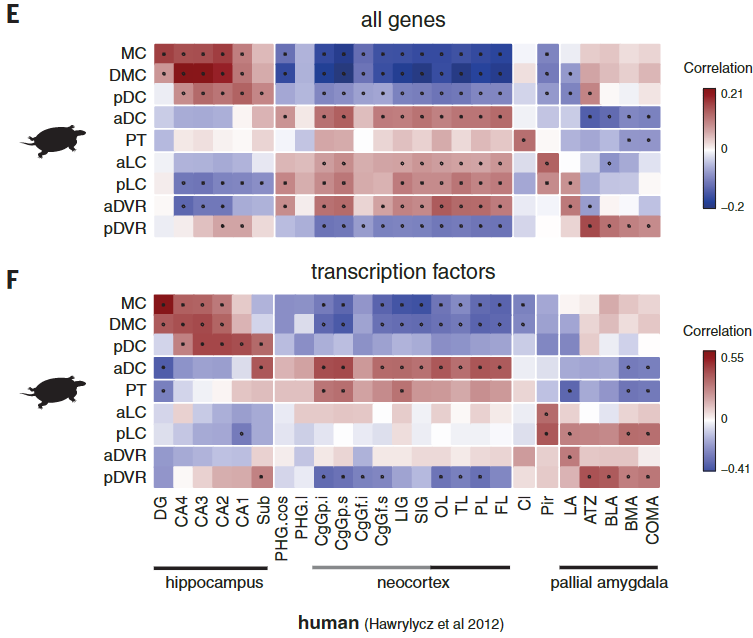 E
all genes
MC
DMC
pDC
aDC
PT
aLC
pLC
aDVR
pDVR
Correlation
0.21
0
−0.2
F
transcription factors
MC
DMC
pDC
aDC
PT
aLC
pLC
aDVR
pDVR
Correlation
0.55
0
−0.41
DG
CA4
CA3
CA2
CA1
Sub
PHG.cos
PHG.l
CgGp.i
CgGp.s
CgGf.i
CgGf.s
LIG
SIG
OL
TL
PL
FL
Cl
Pir
LA
ATZ
BLA
BMA
COMA
hippocampus
neocortex
pallial amygdala
human (Hawrylycz et al 2012)